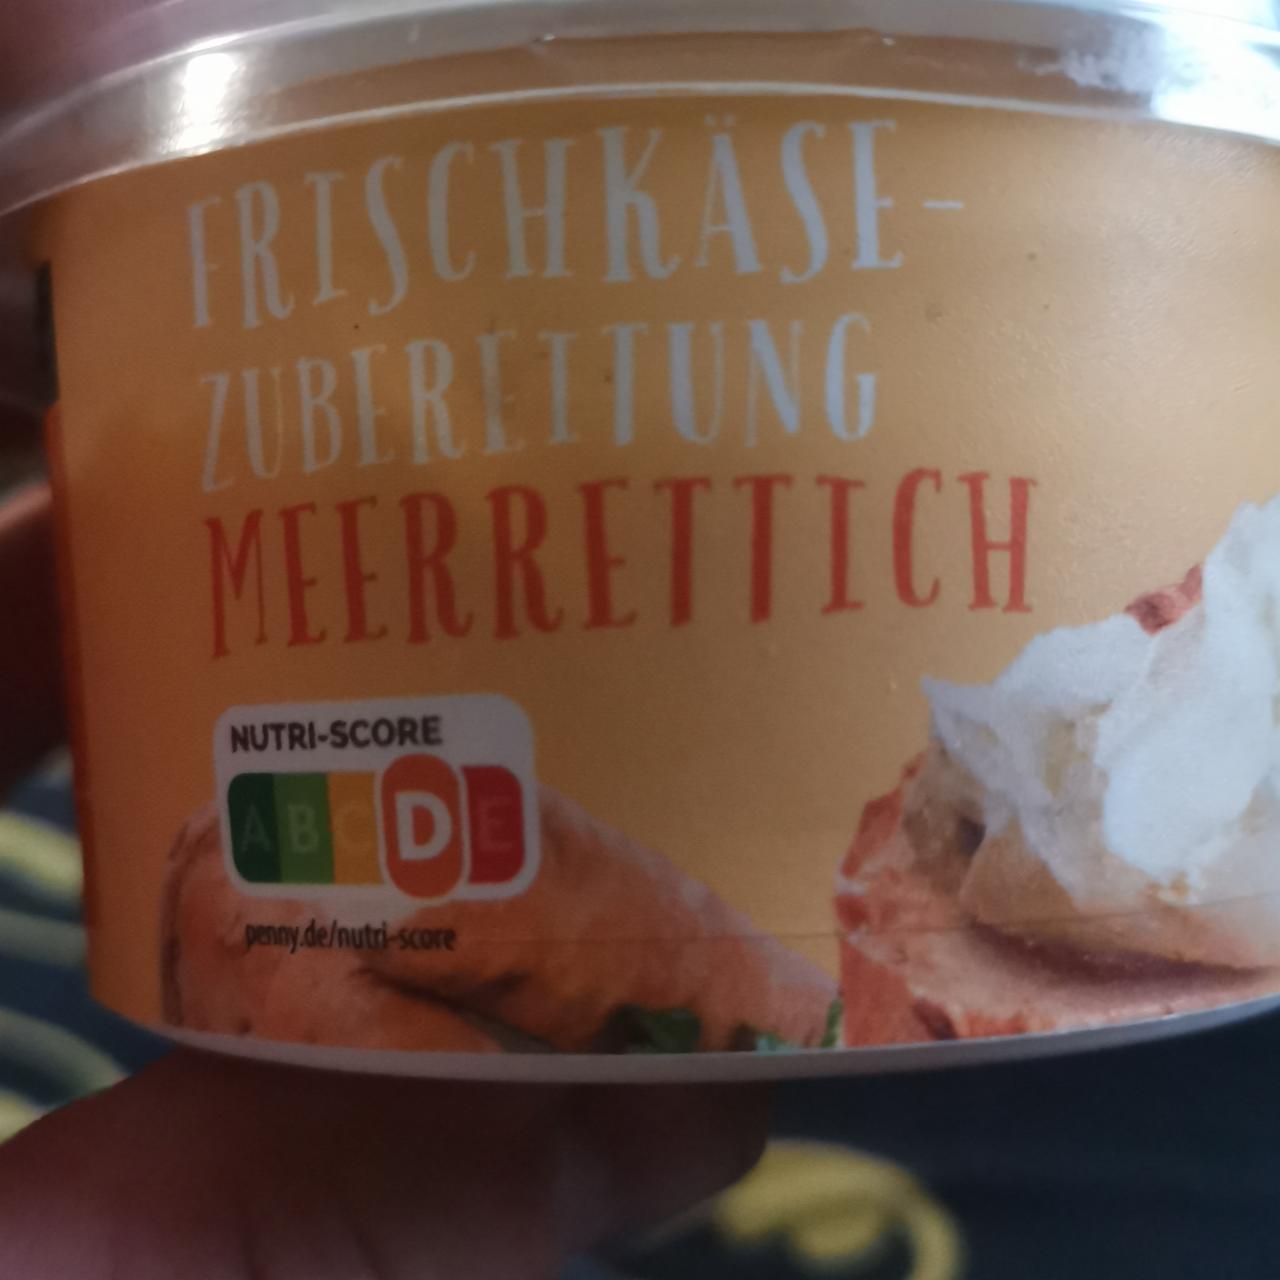 FRISCHKÄSE-
ZUBEREITUNG
MEERRETTICH
NUTRI-SCORE
A B C D E
penny.de/nutri-score